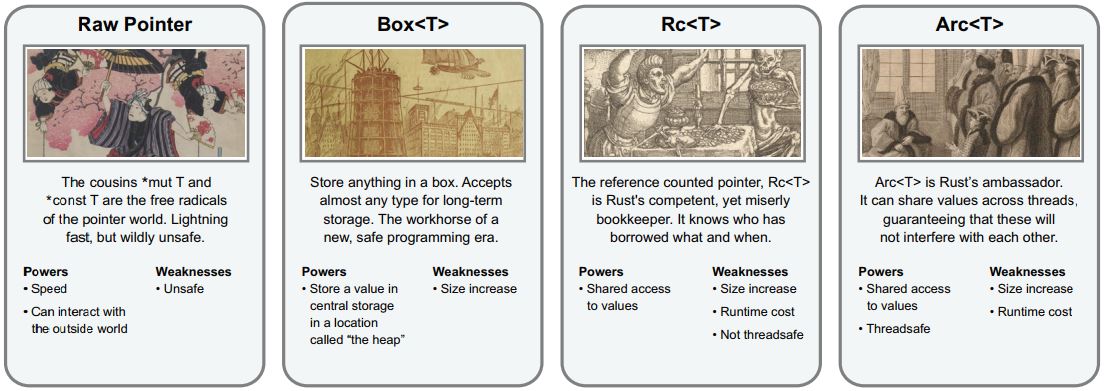 Raw Pointer
The cousins *mut T and
*const T are the free radicals
of the pointer world. Lightning
fast, but wildly unsafe.
Powers
• Speed
• Can interact with
the outside world
Weaknesses
• Unsafe
Box<T>
Store anything in a box. Accepts
almost any type for long-term
storage. The workhorse of a
new, safe programming era.
Powers
• Store a value in
central storage
in a location
called “the heap”
Weaknesses
• Size increase
Rc<T>
The reference counted pointer, Rc<T>
is Rust's competent, yet miserly
bookkeeper. It knows who has
borrowed what and when.
Powers
• Shared access
to values
Weaknesses
• Size increase
• Runtime cost
• Not threadsafe
Arc<T>
Arc<T> is Rust’s ambassador.
It can share values across threads,
guaranteeing that these will
not interfere with each other.
Powers
• Shared access
to values
• Threadsafe
Weaknesses
• Size increase
• Runtime cost